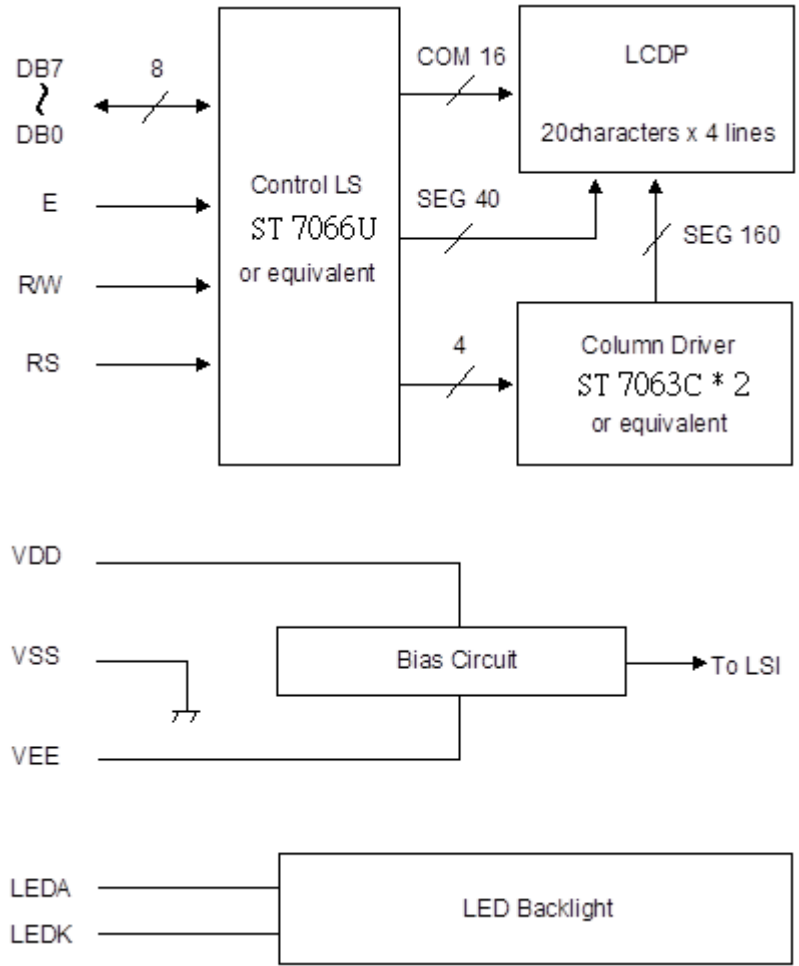 DB7
DB0
8
E
R/W
RS
Control LS
ST 7066U
or equivalent
COM 16
SEG 40
4
LCDP
20characters x 4 lines
SEG 160
Column Driver
ST 7063C * 2
or equivalent
VDD
VSS
VEE
Bias Circuit
To LSI
LEDA
LEDK
LED Backlight